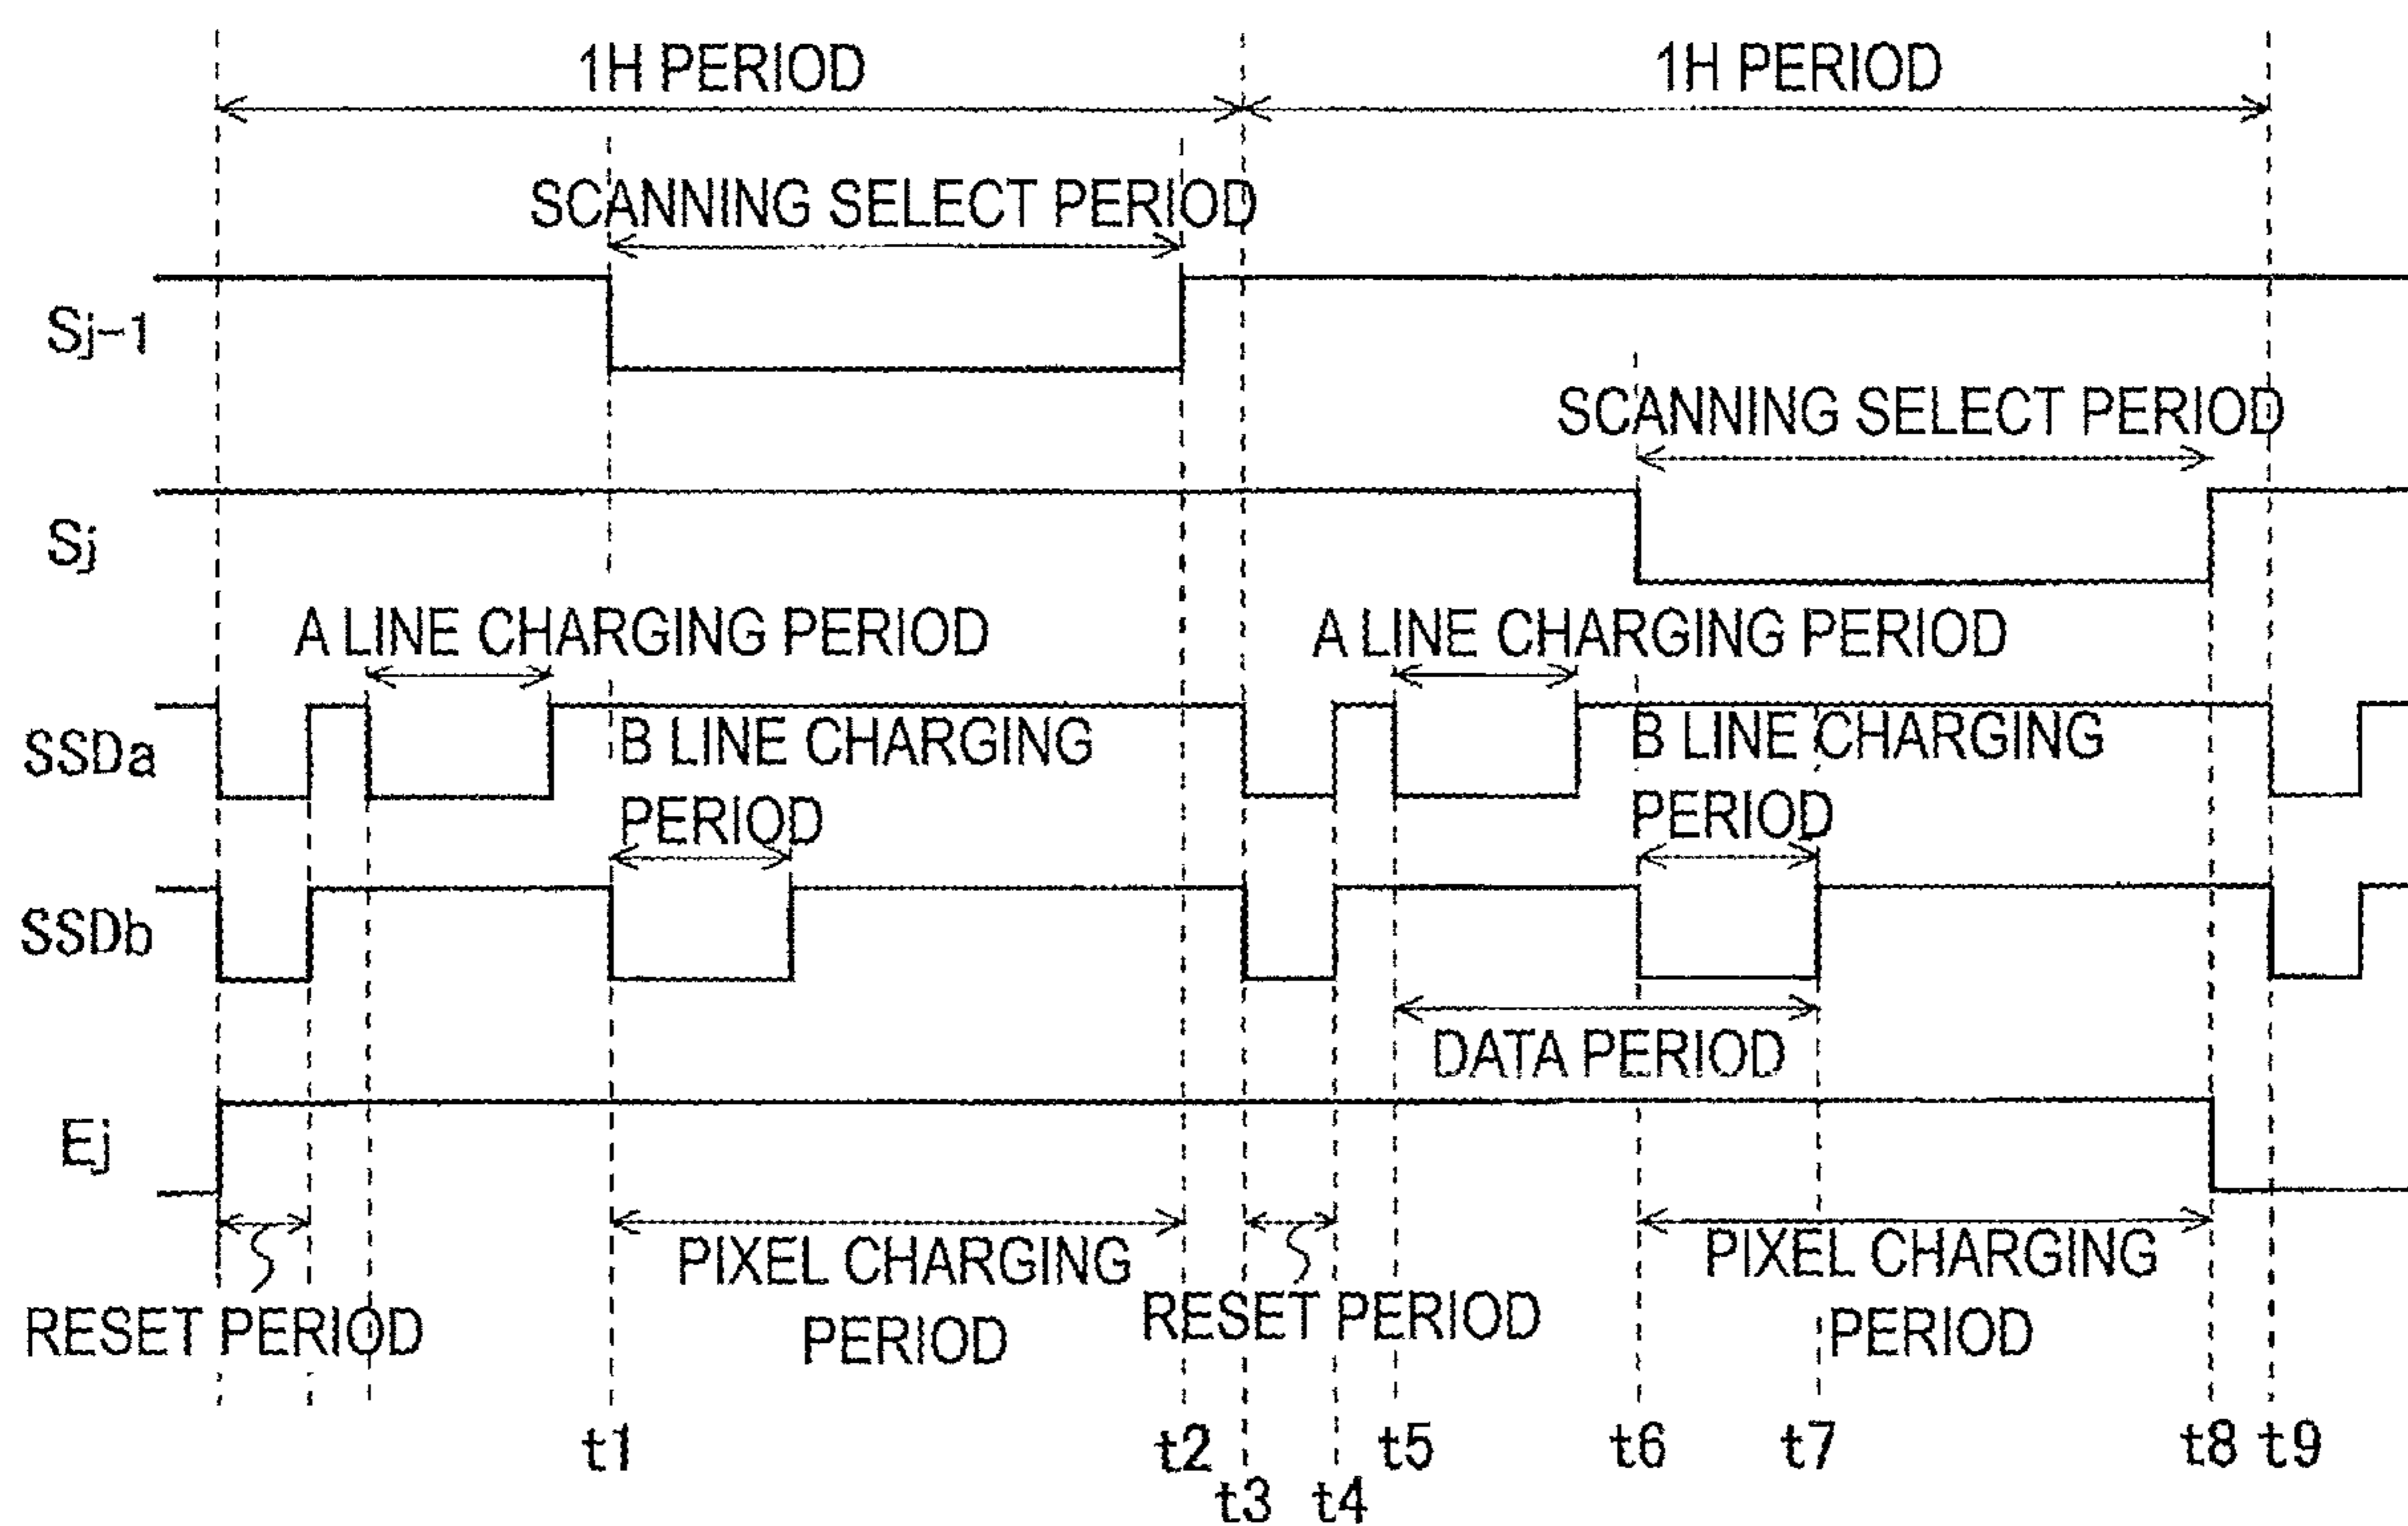 1H PERIOD
1H PERIOD
SCANNING SELECT PERIOD
Sj-1
SCANNING SELECT PERIOD
Sj
A LINE CHARGING PERIOD
A LINE CHARGING PERIOD
SSDa
B LINE CHARGING
PERIOD
B LINE CHARGING
PERIOD
SSDb
DATA PERIOD
Ej
PIXEL CHARGING
PERIOD
PIXEL CHARGING
PERIOD
RESET PERIOD
RESET PERIOD
t1
t2
t3
t4
t5
t6
t7
t8
t9